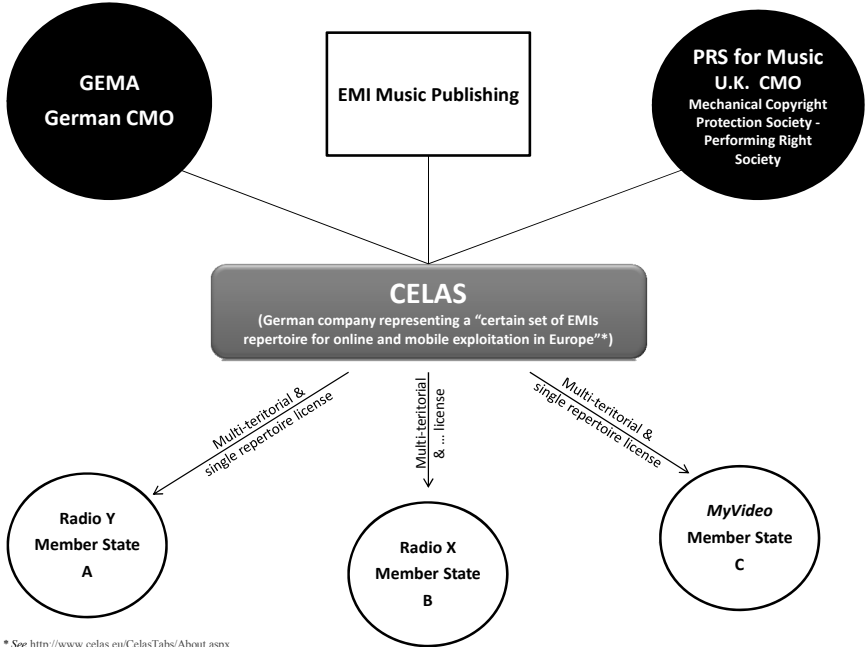 GEMA
German CMO
EMI Music Publishing
PRS for Music
U.K. CMO
Mechanical Copyright
Protection Society -
Performing Right
Society
CELAS
(German company representing a “certain set of EMIs
repertoire for online and mobile exploitation in Europe”*)
Multi-teritorial &
single repertoire license
Multi-teritorial
& ... license
Multi-teritorial &
single repertoire license
Radio Y
Member State
A
Radio X
Member State
B
MyVideo
Member State
C
* See http://www.celas.eu/CelasTabs/About.aspx